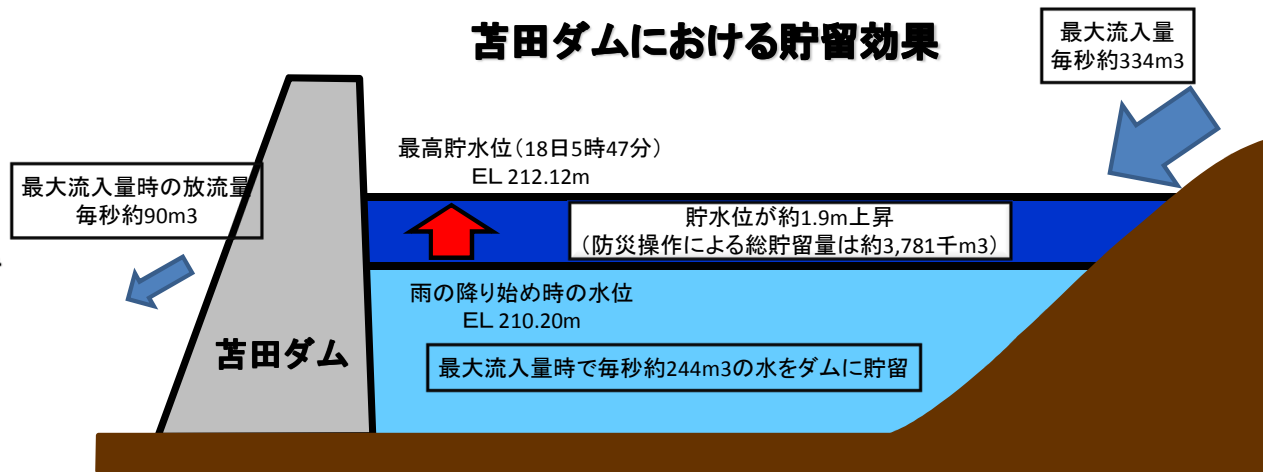 苫田ダムにおける貯留効果
最大流入量
毎秒約334m3
最高貯水位(18日5時47分)
EL 212.12m
最大流入量時の放流量
毎秒約90m3
貯水位が約1.9m上昇
(防災操作による総貯留量は約3,781千m3)
雨の降り始め時の水位
EL 210.20m
苫田ダム
最大流入量時で毎秒約244m3の水をダムに貯留